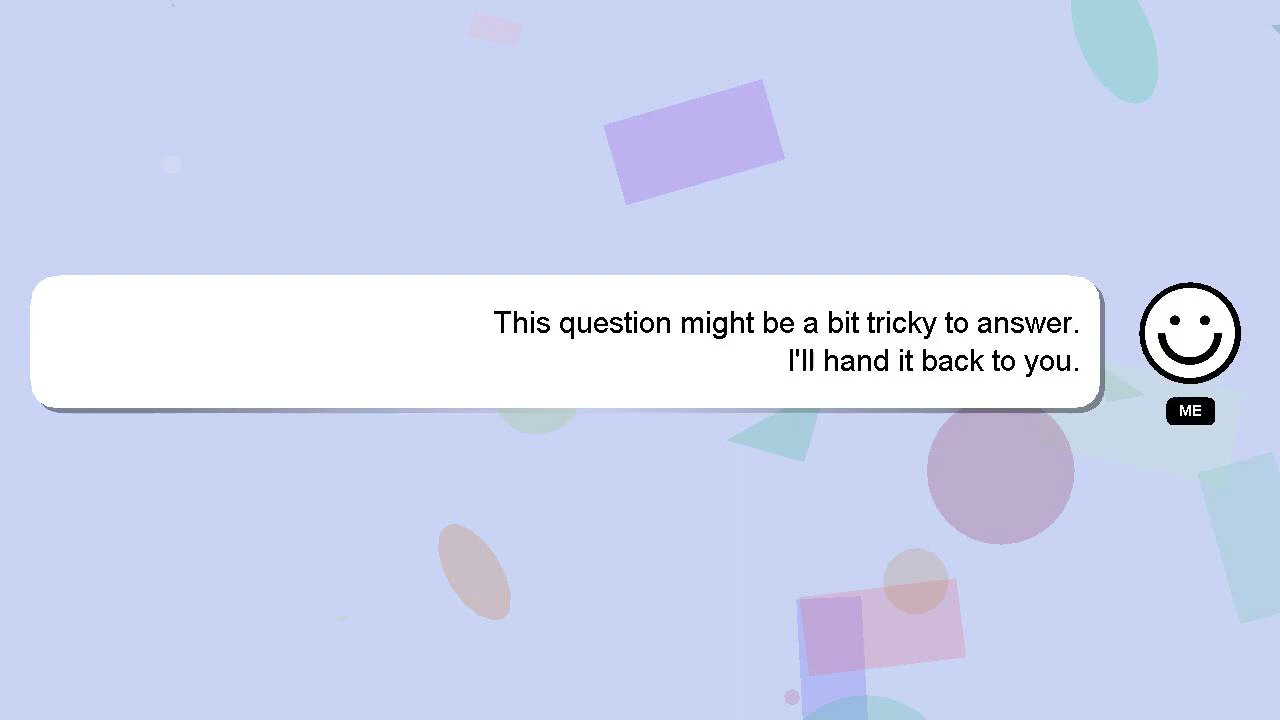 This question might be a bit tricky to answer.
I'll hand it back to you.
ME